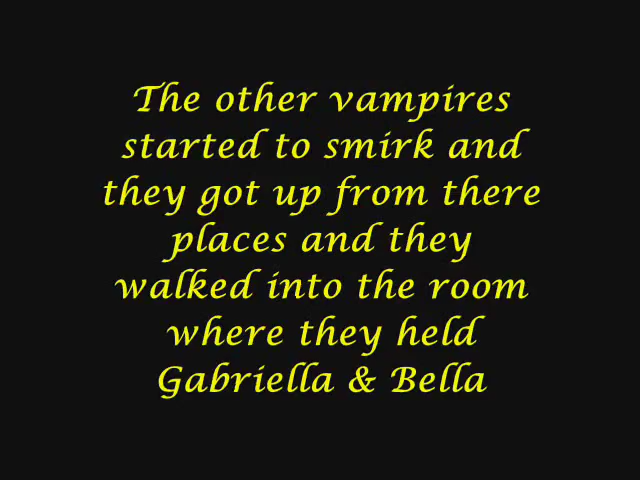 The other vampires
started to smirk and
they got up from there
places and they
walked into the room
where they held
Gabriella & Bella